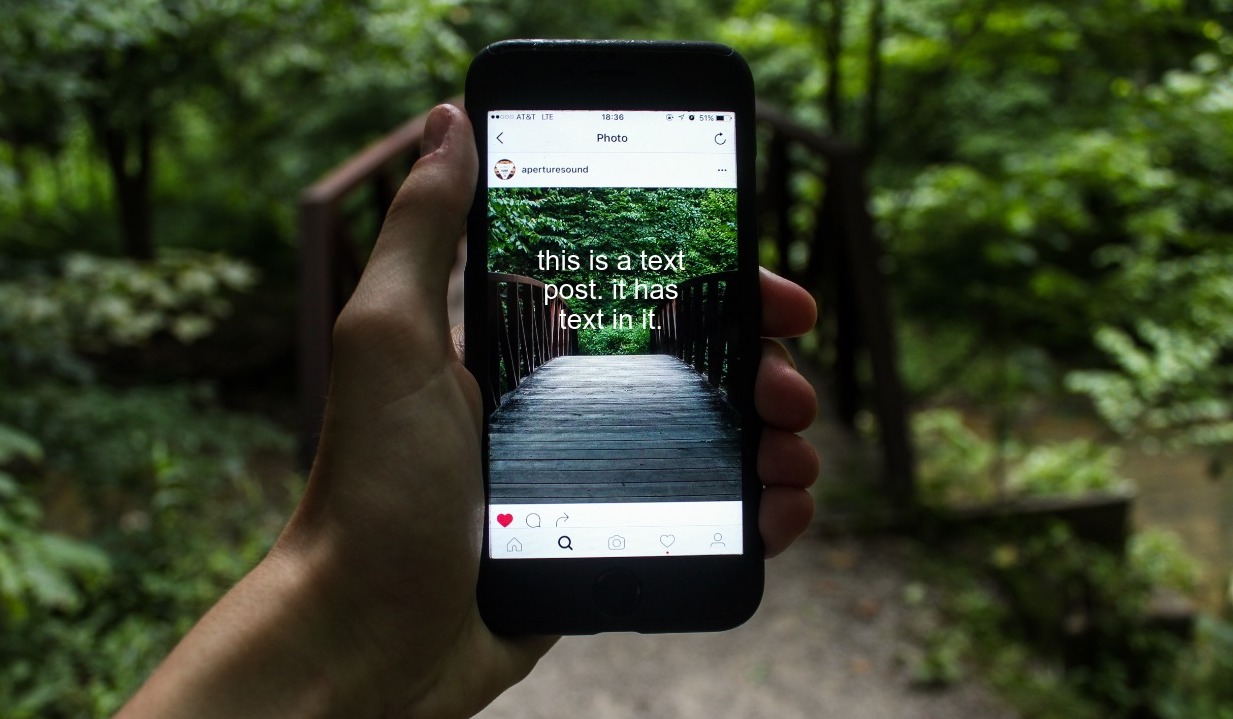 AT&T LTE 18:36 51%
Photo
aperturesound
this is a text
post. it has
text in it.